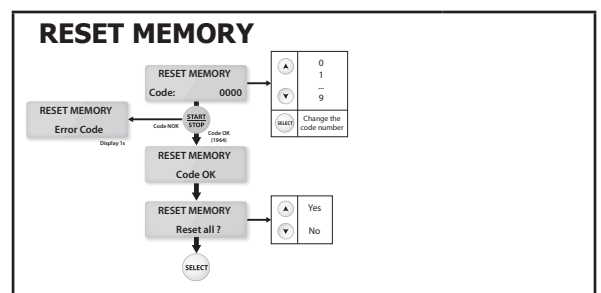 RESET MEMORY
RESET MEMORY
Code: 0000
0
1
...
9
SELECT
Change the
code number
RESET MEMORY
Error Code
Display 1s
Code NOK
START
STOP
Code OK
(1964)
RESET MEMORY
Code OK
RESET MEMORY
Reset all ?
Yes
No
SELECT